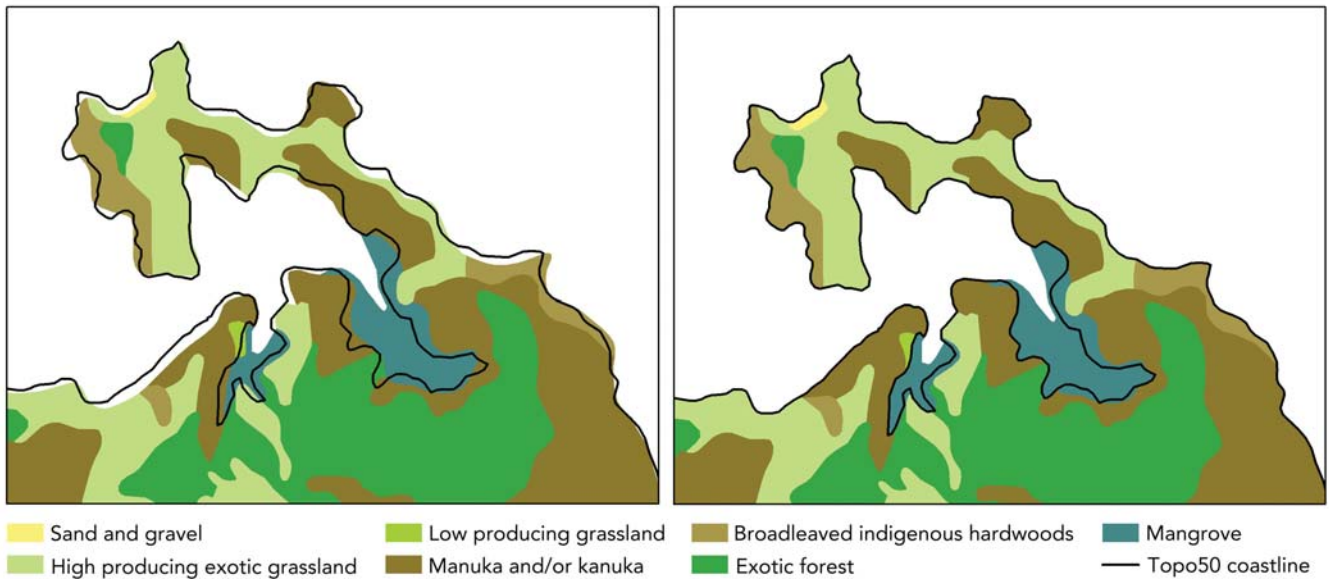 Sand and gravel
Low producing grassland
Broadleaved indigenous hardwoods
Mangrove
High producing exotic grassland
Manuka and/or kanuka
Exotic forest
Topo50 coastline